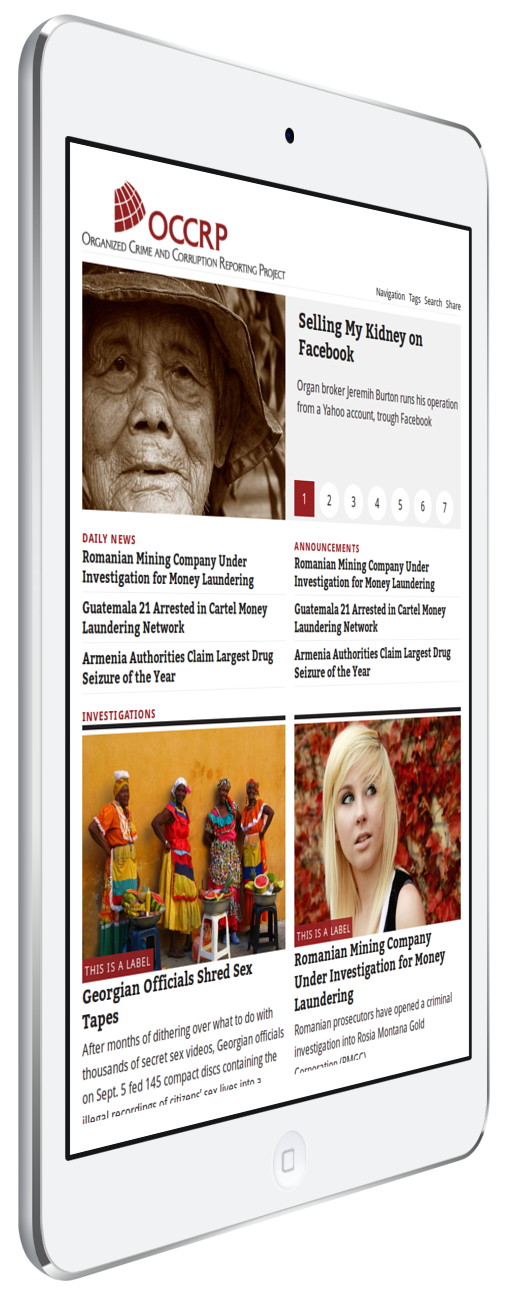 OCCRP
ORGANIZED CRIME AND CORRUPTION REPORTING PROJECT
Navigation Tags Search Share
Selling My Kidney on
Facebook
Organ broker Jeremih Burton runs his operation
from a Yahoo account, trough Facebook
1 2 3 4 5 6 7
DAILY NEWS
Romanian Mining Company Under
Investigation for Money Laundering
Guatemala 21 Arrested in Cartel Money
Laundering Network
Armenia Authorities Claim Largest Drug
Seizure of the Year
ANNOUNCEMENTS
Romanian Mining Company Under
Investigation for Money Laundering
Guatemala 21 Arrested in Cartel Money
Laundering Network
Armenia Authorities Claim Largest Drug
Seizure of the Year
INVESTIGATIONS
THIS IS A LABEL
Georgian Officials Shred Sex
Tapes
After months of dithering over what to do with
thousands of secret sex videos, Georgian officials
on Sept. 5 fed 145 compact discs containing the
illegal recordings of citizens' sex lives into a
THIS IS A LABEL
Romanian Mining Company
Under Investigation for Money
Laundering
Romanian prosecutors have opened a criminal
investigation into Rosia Montana Gold
Corporation (RMGC)